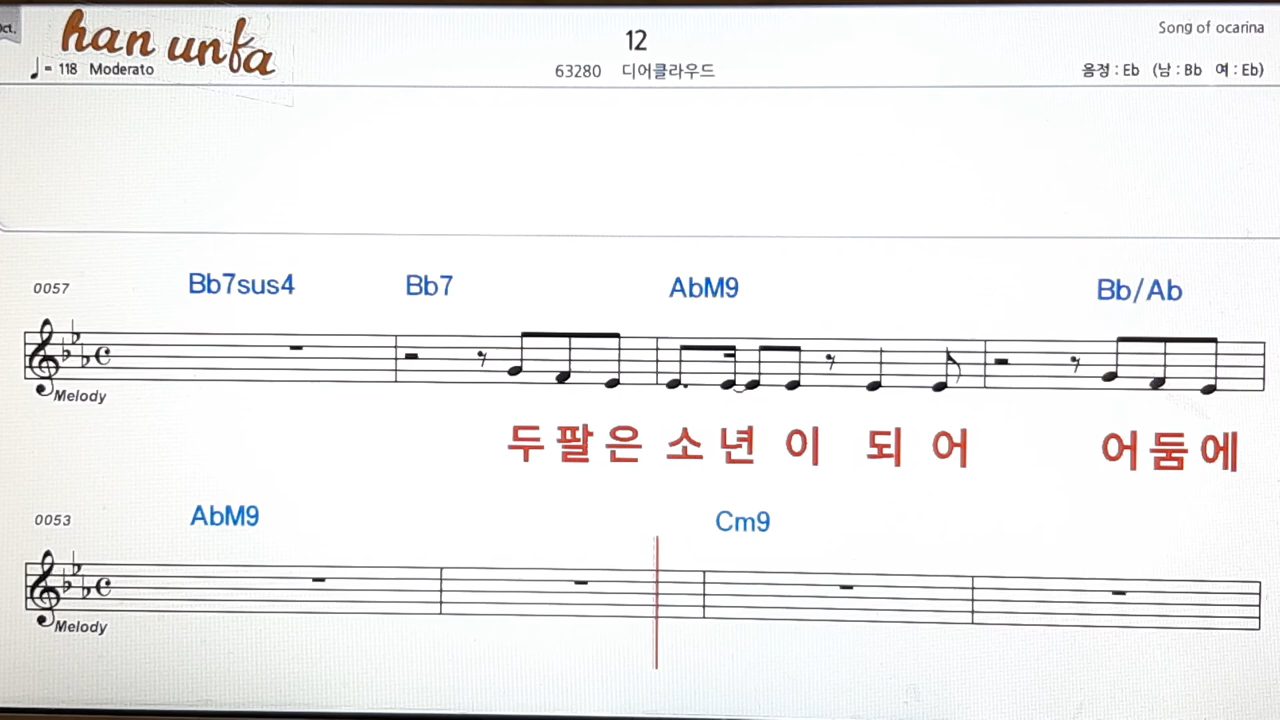 Oct.
han unfa
12
Song of ocarina
♩= 118 Moderato
63280 디어클라우드
음정 : Eb (남 : Bb 여 : Eb)
0057 Bb7sus4 Bb7 AbM9 Bb/Ab
Melody
두 팔 은 소 년 이 되 어 어 둠 에
0053 AbM9 Cm9
Melody